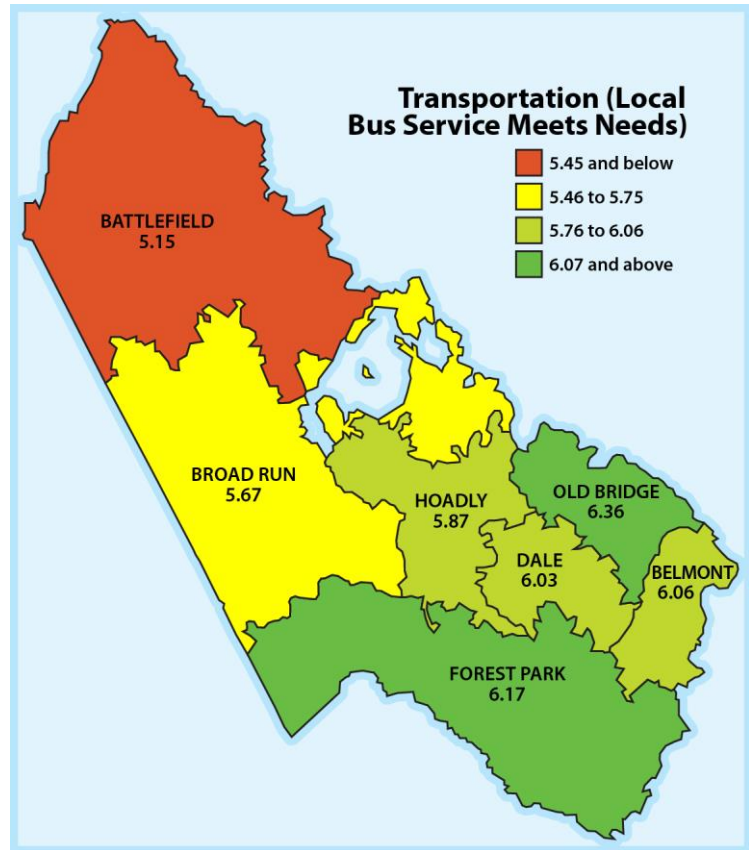 Transportation (Local
Bus Service Meets Needs)
5.45 and below
5.46 to 5.75
5.76 to 6.06
6.07 and above
BATTLEFIELD
5.15
BROAD RUN
5.67
HOADLY
5.87
OLD BRIDGE
6.36
DALE
6.03
BELMONT
6.06
FOREST PARK
6.17